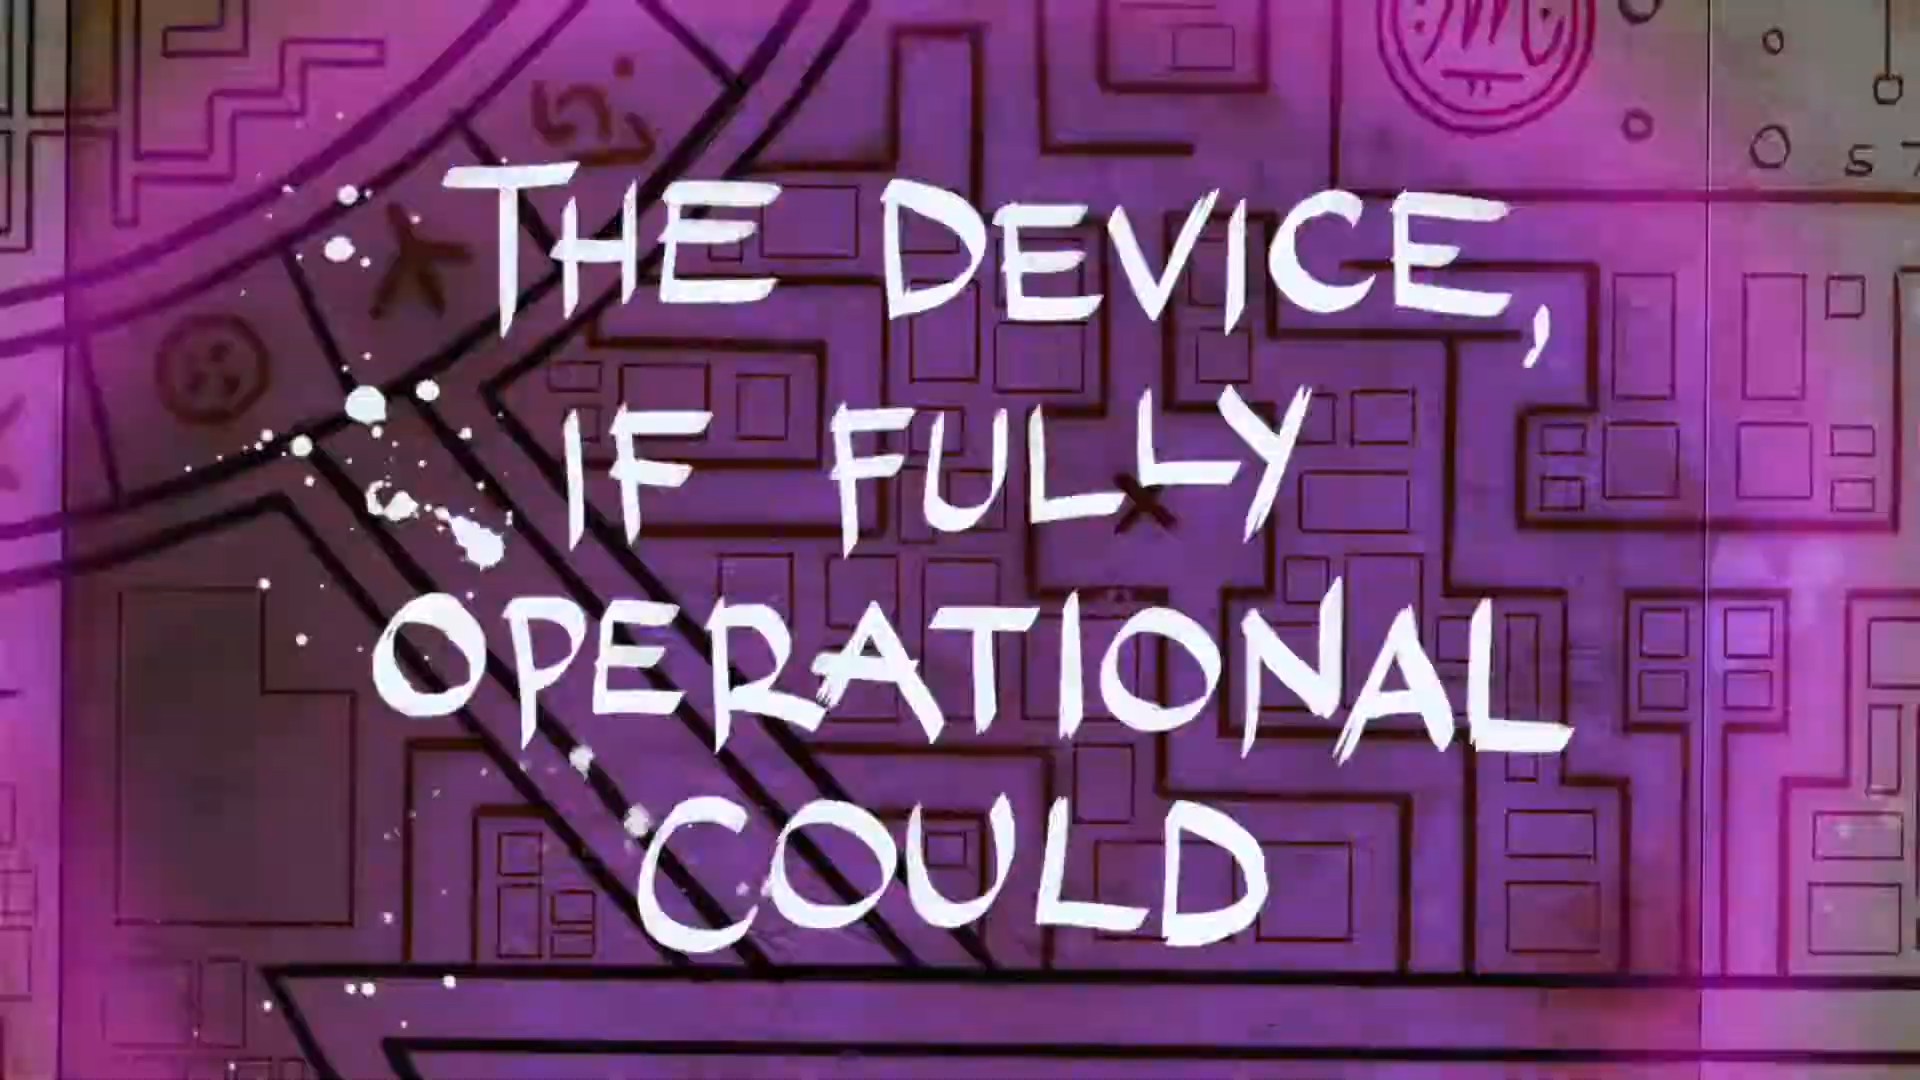 THE DEVICE,
IF FULLY
OPERATIONAL
COULD